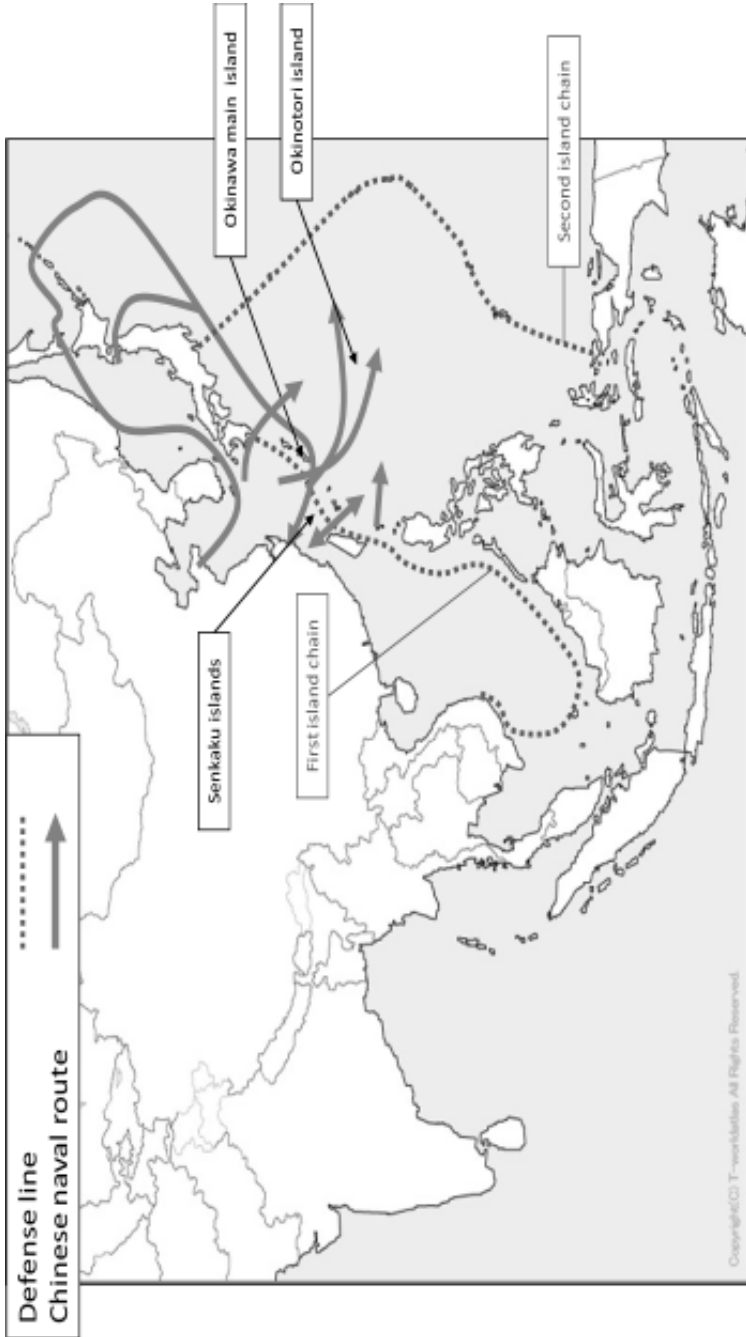 Defense line
Chinese naval route
Senkaku islands
First island chain
Okinawa main island
Okinotori island
Second island chain
Copyright(C) T-worldatlas All Rights Reserved.